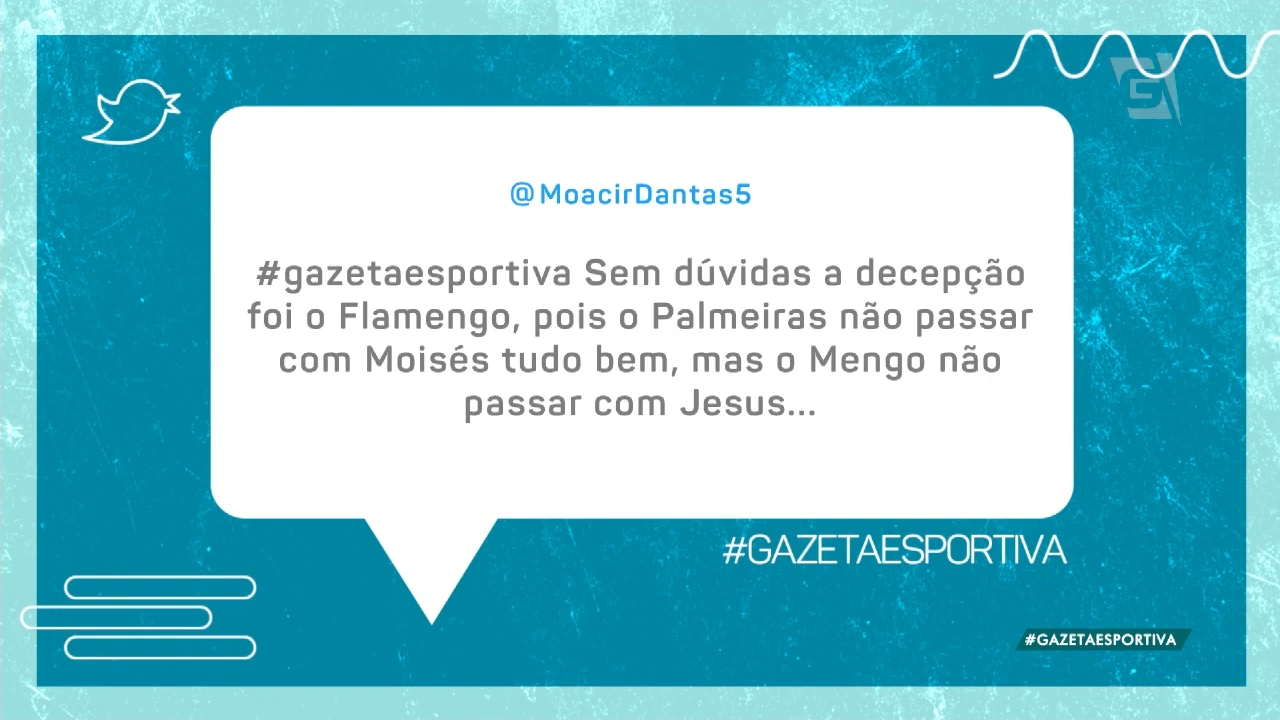 @MoacirDantas5
#gazetaesportiva Sem dúvidas a decepção
foi o Flamengo, pois o Palmeiras não passar
com Moisés tudo bem, mas o Mengo não
passar com Jesus...
#GAZETAESPORTIVA
#GAZETAESPORTIVA